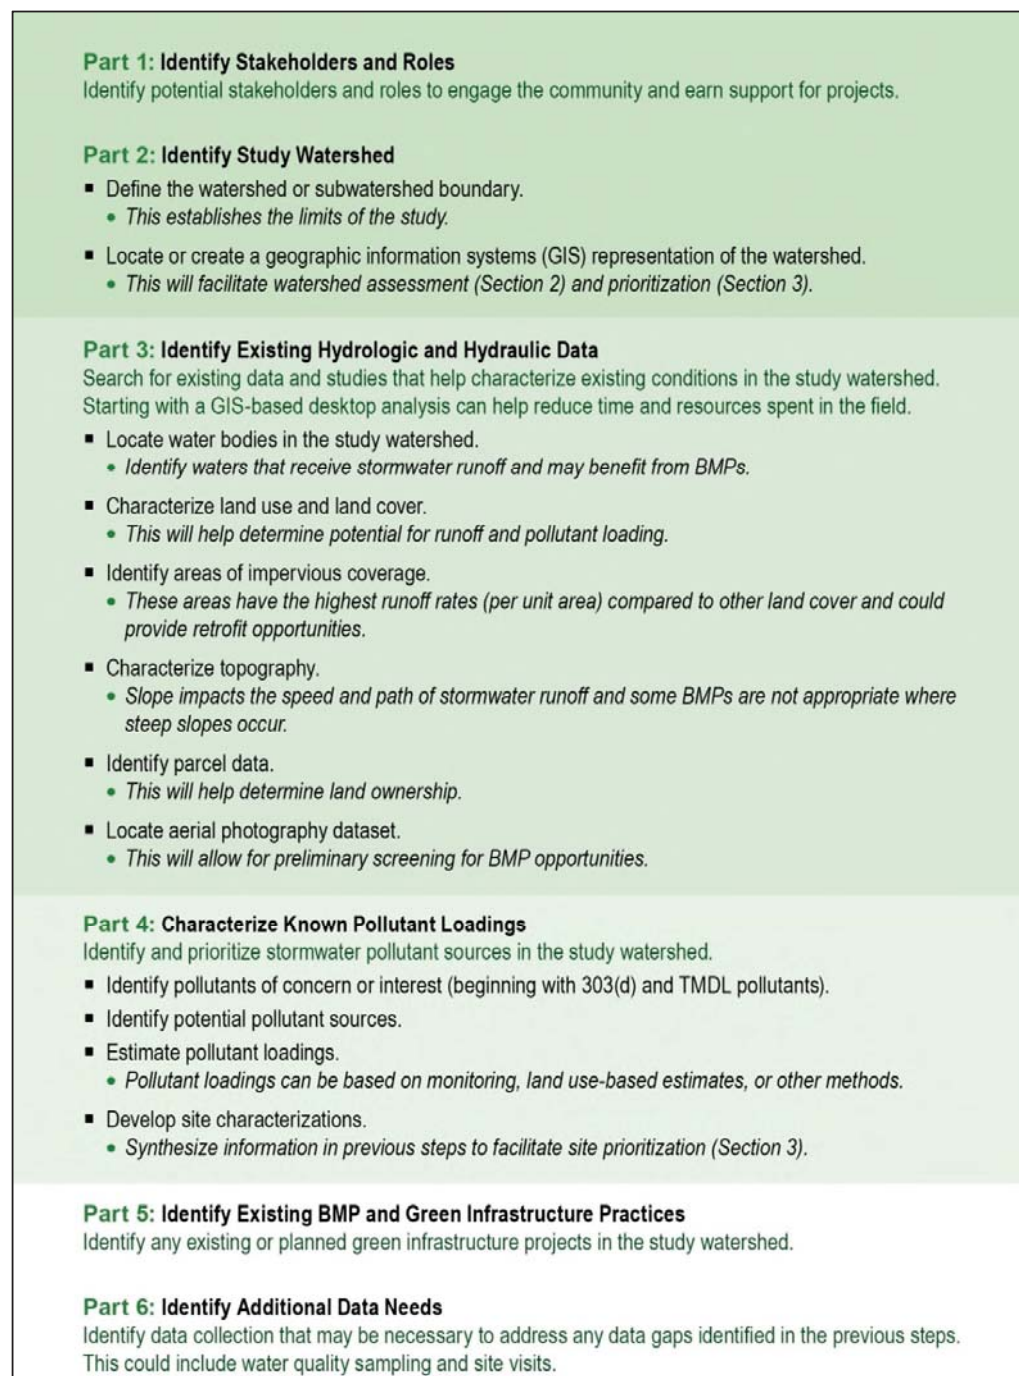 Part 1: Identify Stakeholders and Roles
Identify potential stakeholders and roles to engage the community and earn support for projects.
Part 2: Identify Study Watershed
▪ Define the watershed or subwatershed boundary.
• This establishes the limits of the study.
▪ Locate or create a geographic information systems (GIS) representation of the watershed.
• This will facilitate watershed assessment (Section 2) and prioritization (Section 3).
Part 3: Identify Existing Hydrologic and Hydraulic Data
Search for existing data and studies that help characterize existing conditions in the study watershed.
Starting with a GIS-based desktop analysis can help reduce time and resources spent in the field.
▪ Locate water bodies in the study watershed.
• Identify waters that receive stormwater runoff and may benefit from BMPs.
▪ Characterize land use and land cover.
• This will help determine potential for runoff and pollutant loading.
▪ Identify areas of impervious coverage.
• These areas have the highest runoff rates (per unit area) compared to other land cover and could
provide retrofit opportunities.
▪ Characterize topography.
• Slope impacts the speed and path of stormwater runoff and some BMPs are not appropriate where
steep slopes occur.
▪ Identify parcel data.
• This will help determine land ownership.
▪ Locate aerial photography dataset.
• This will allow for preliminary screening for BMP opportunities.
Part 4: Characterize Known Pollutant Loadings
Identify and prioritize stormwater pollutant sources in the study watershed.
▪ Identify pollutants of concern or interest (beginning with 303(d) and TMDL pollutants).
▪ Identify potential pollutant sources.
▪ Estimate pollutant loadings.
• Pollutant loadings can be based on monitoring, land use-based estimates, or other methods.
▪ Develop site characterizations.
• Synthesize information in previous steps to facilitate site prioritization (Section 3).
Part 5: Identify Existing BMP and Green Infrastructure Practices
Identify any existing or planned green infrastructure projects in the study watershed.
Part 6: Identify Additional Data Needs
Identify data collection that may be necessary to address any data gaps identified in the previous steps.
This could include water quality sampling and site visits.